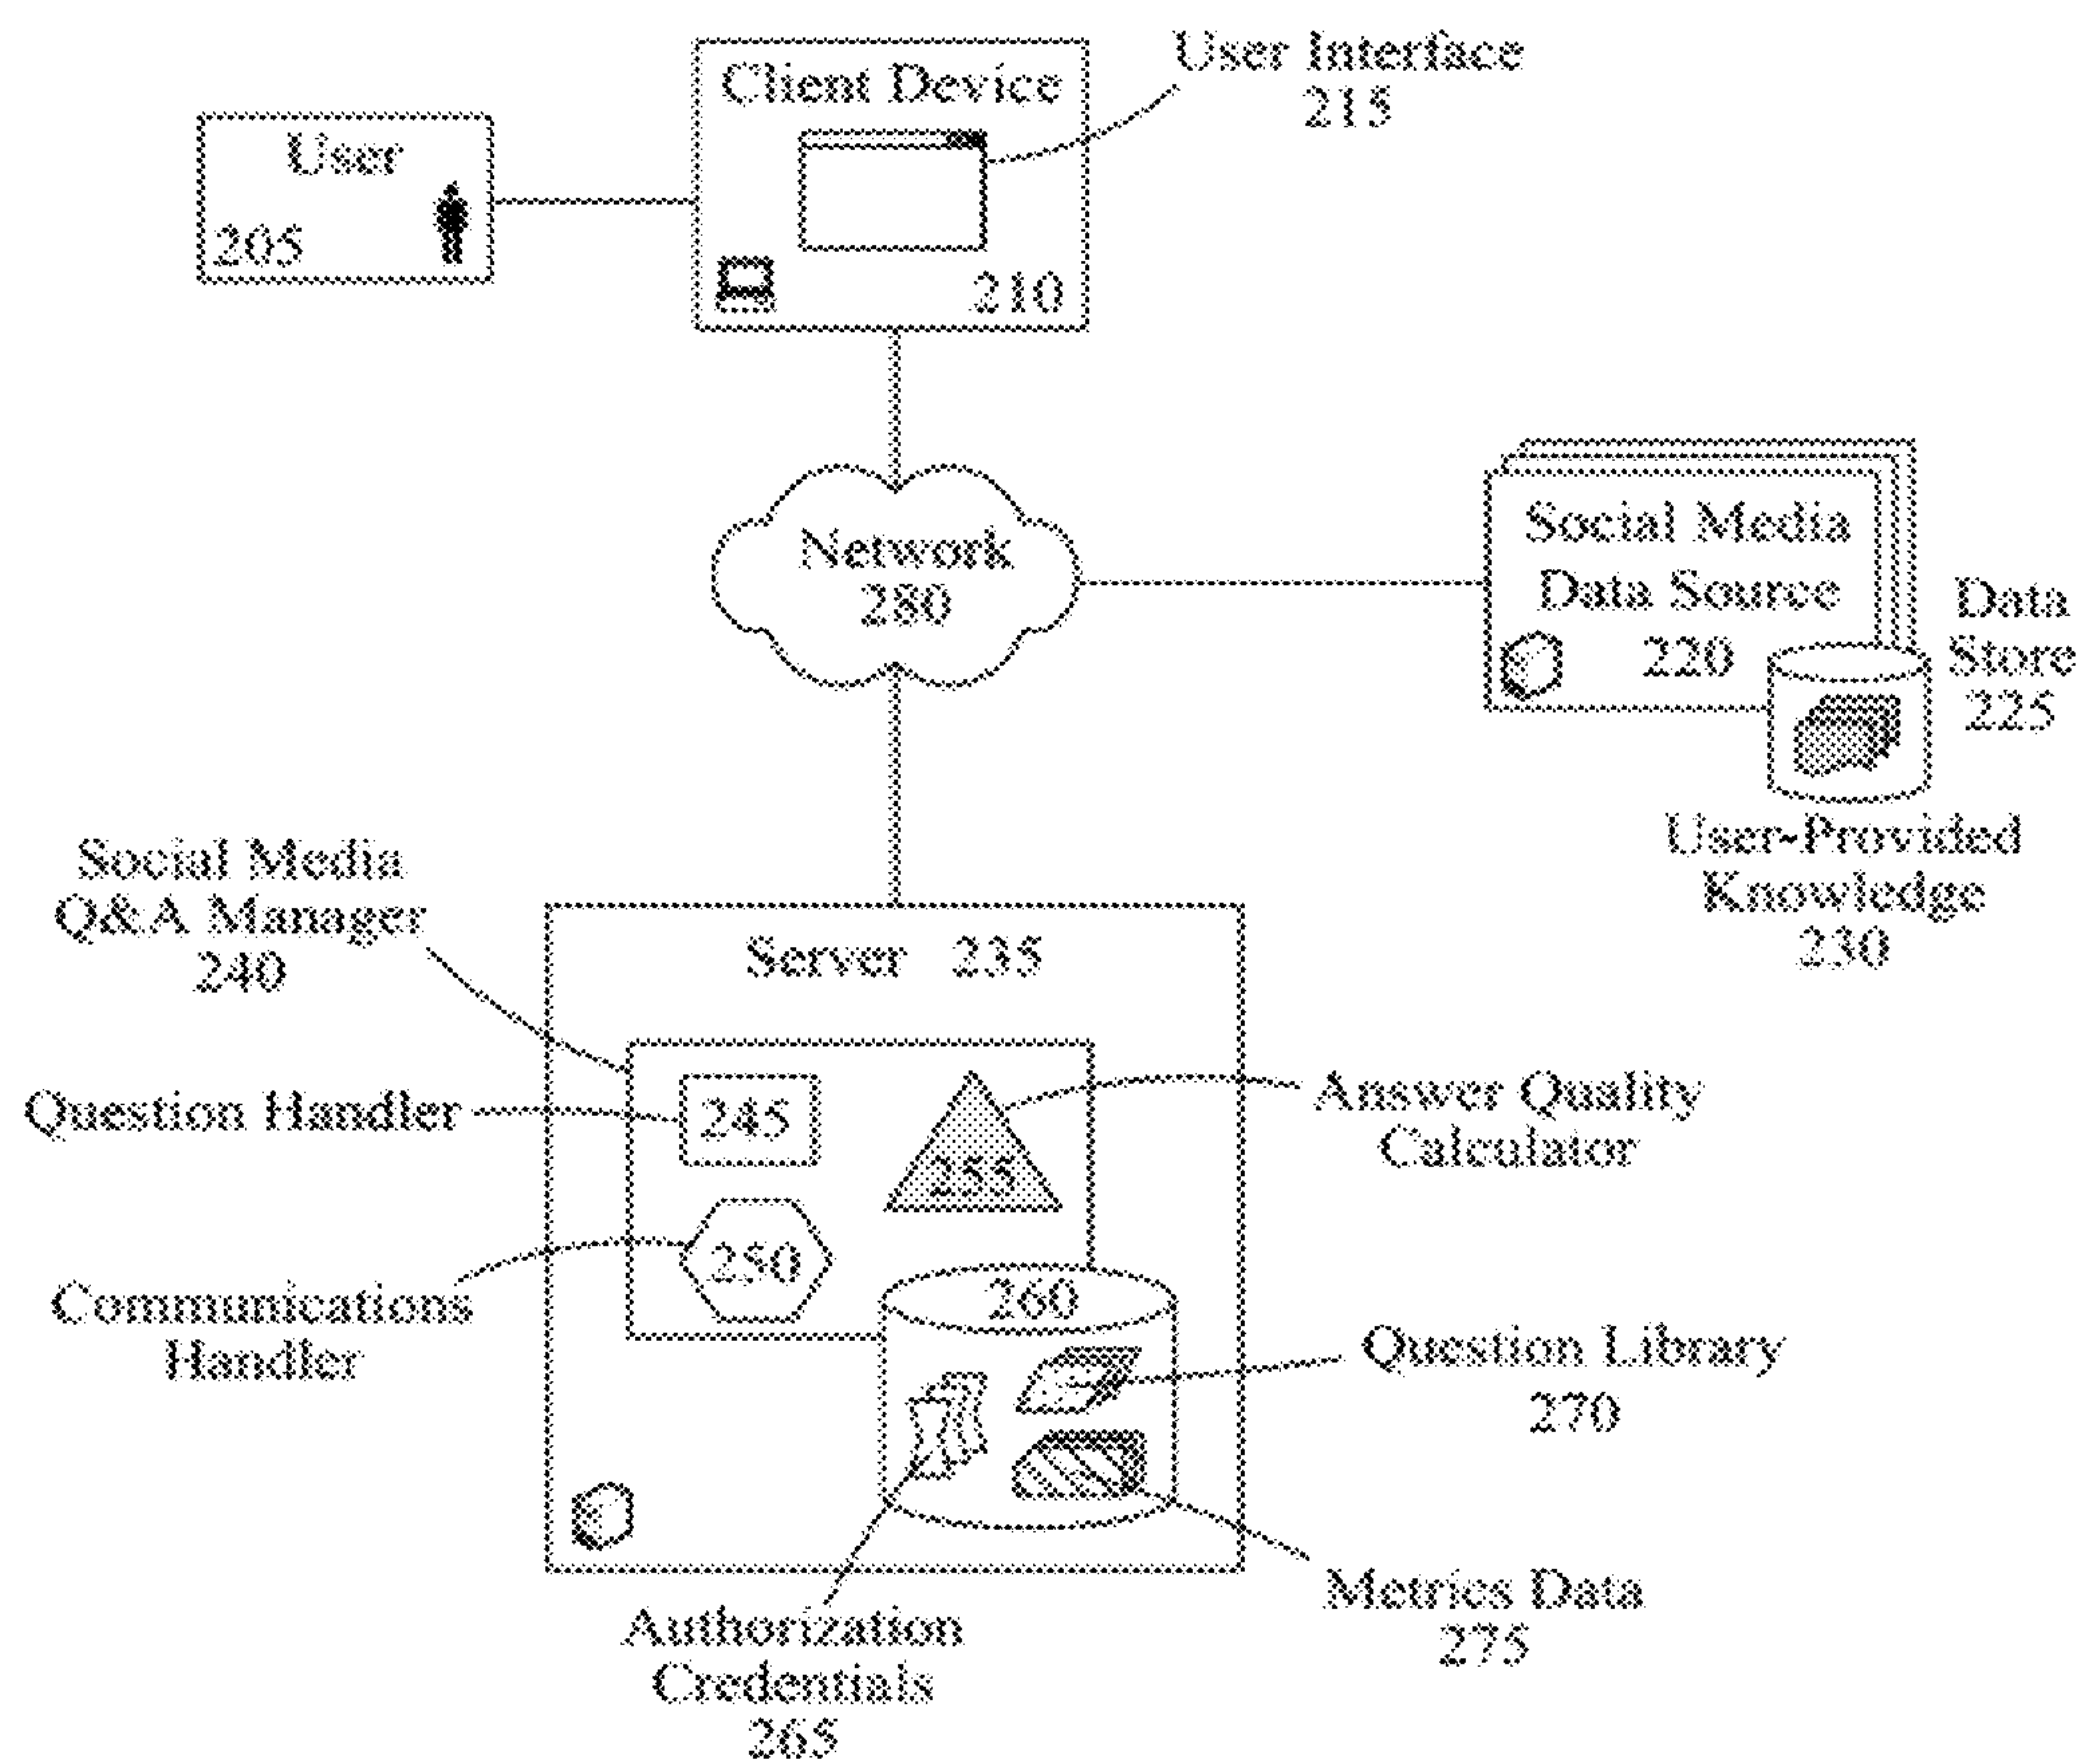 User
205
Client Device
210
User Interface
215
Network
280
Social Media
Data Source
220
Data
Store
225
User-Provided
Knowledge
230
Social Media
Q&A Manager
240
Server 235
Question Handler
245
255
Answer Quality
Calculator
Communications
Handler
250
260
Question Library
270
Metrics Data
275
Authorization
Credentials
265